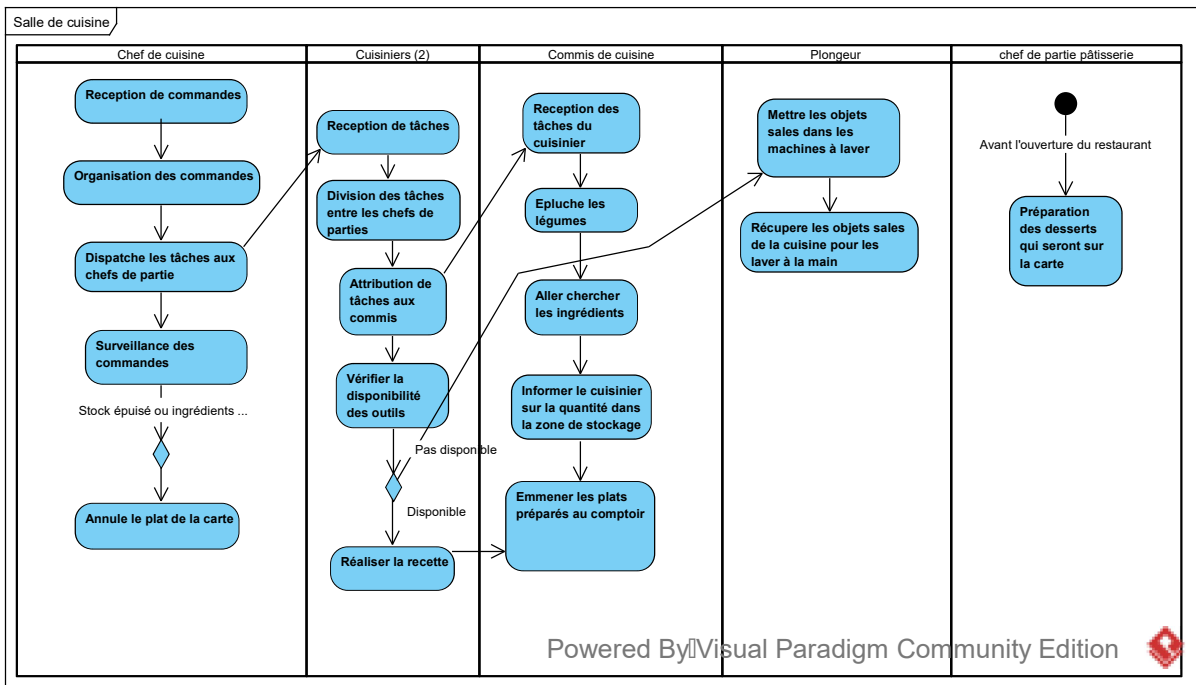 Salle de cuisine
Chef de cuisine
Cuisiniers (2)
Commis de cuisine
Plongeur
chef de partie pâtisserie
Reception de commandes
Organisation des commandes
Dispatche les tâches aux
chefs de partie
Surveillance des
commandes
Stock épuisé ou ingrédients ...
Annule le plat de la carte
Reception de tâches
Division des tâches
entre les chefs de
parties
Attribution de
tâches aux
commis
Vérifier la
disponibilité
des outils
Pas disponible
Disponible
Réaliser la recette
Reception des
tâches du
cuisinier
Epluche les
légumes
Aller chercher
les ingrédients
Informer le cuisinier
sur la quantité dans
la zone de stockage
Emmener les plats
préparés au comptoir
Mettre les objets
sales dans les
machines à laver
Récupere les objets sales
de la cuisine pour les
laver à la main
Avant l'ouverture du restaurant
Préparation
des desserts
qui seront sur
la carte
Powered By Visual Paradigm Community Edition